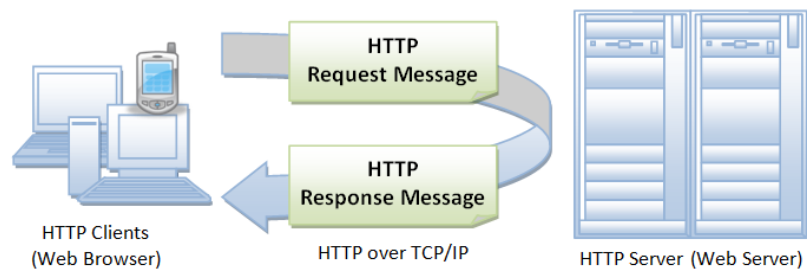 HTTP
Request Message
HTTP
Response Message
HTTP Clients
(Web Browser)
HTTP over TCP/IP
HTTP Server (Web Server)